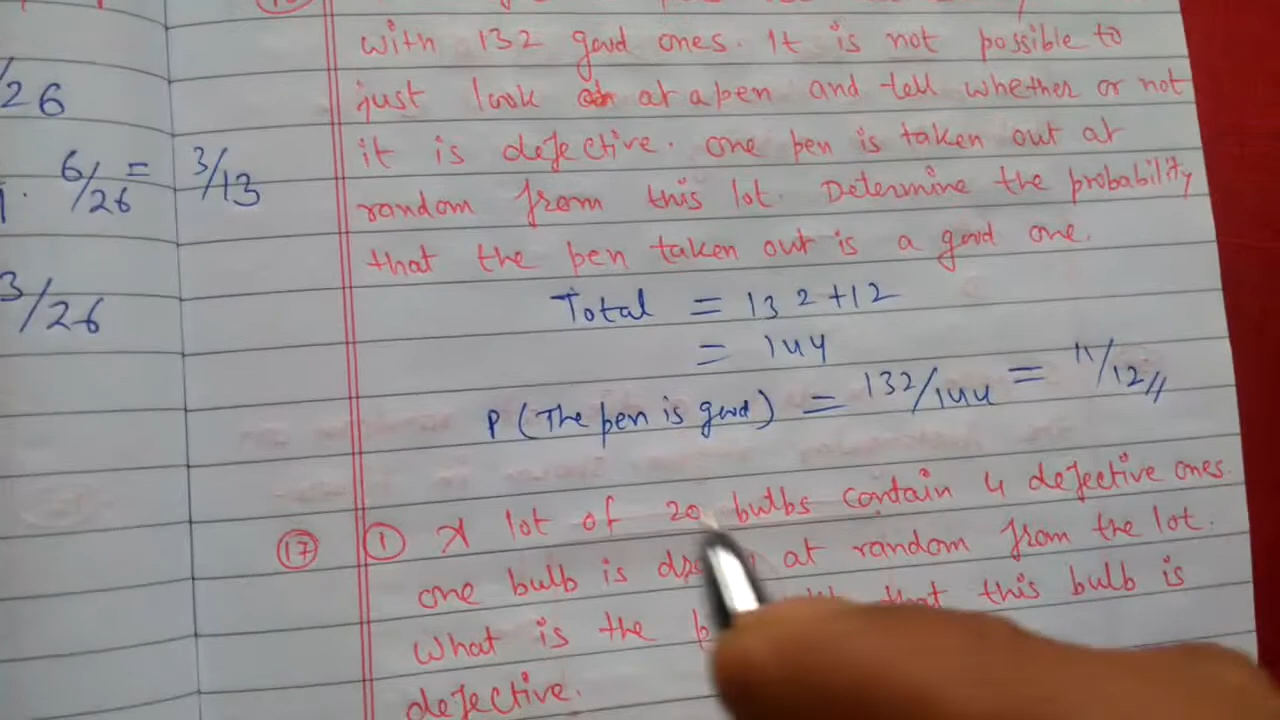 /26
6/26 = 3/13
3/26
with 132 good ones. It is not possible to
just look at a pen and tell whether or not
it is defective. one pen is taken out at
random from this lot. Determine the probability
that the pen taken out is a good one.
Total = 132+12
= 144
P (The pen is good) = 132/144 = 11/12
17 1 A lot of 20 bulbs contain 4 defective ones.
one bulb is at random from the lot.
What is the that this bulb is
defective.